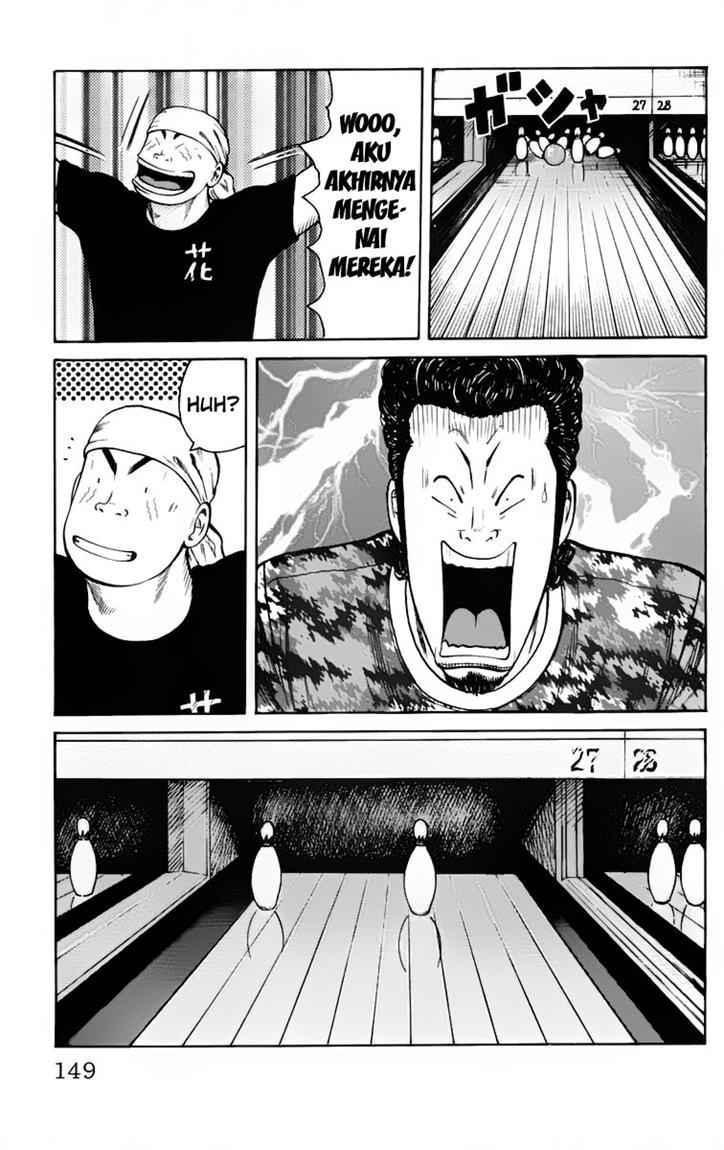 ガシャ
27 28
WOOO,
AKU
AKHIRNYA
MENGE-
NAI
MEREKA!
花
HUH?
27 28
149